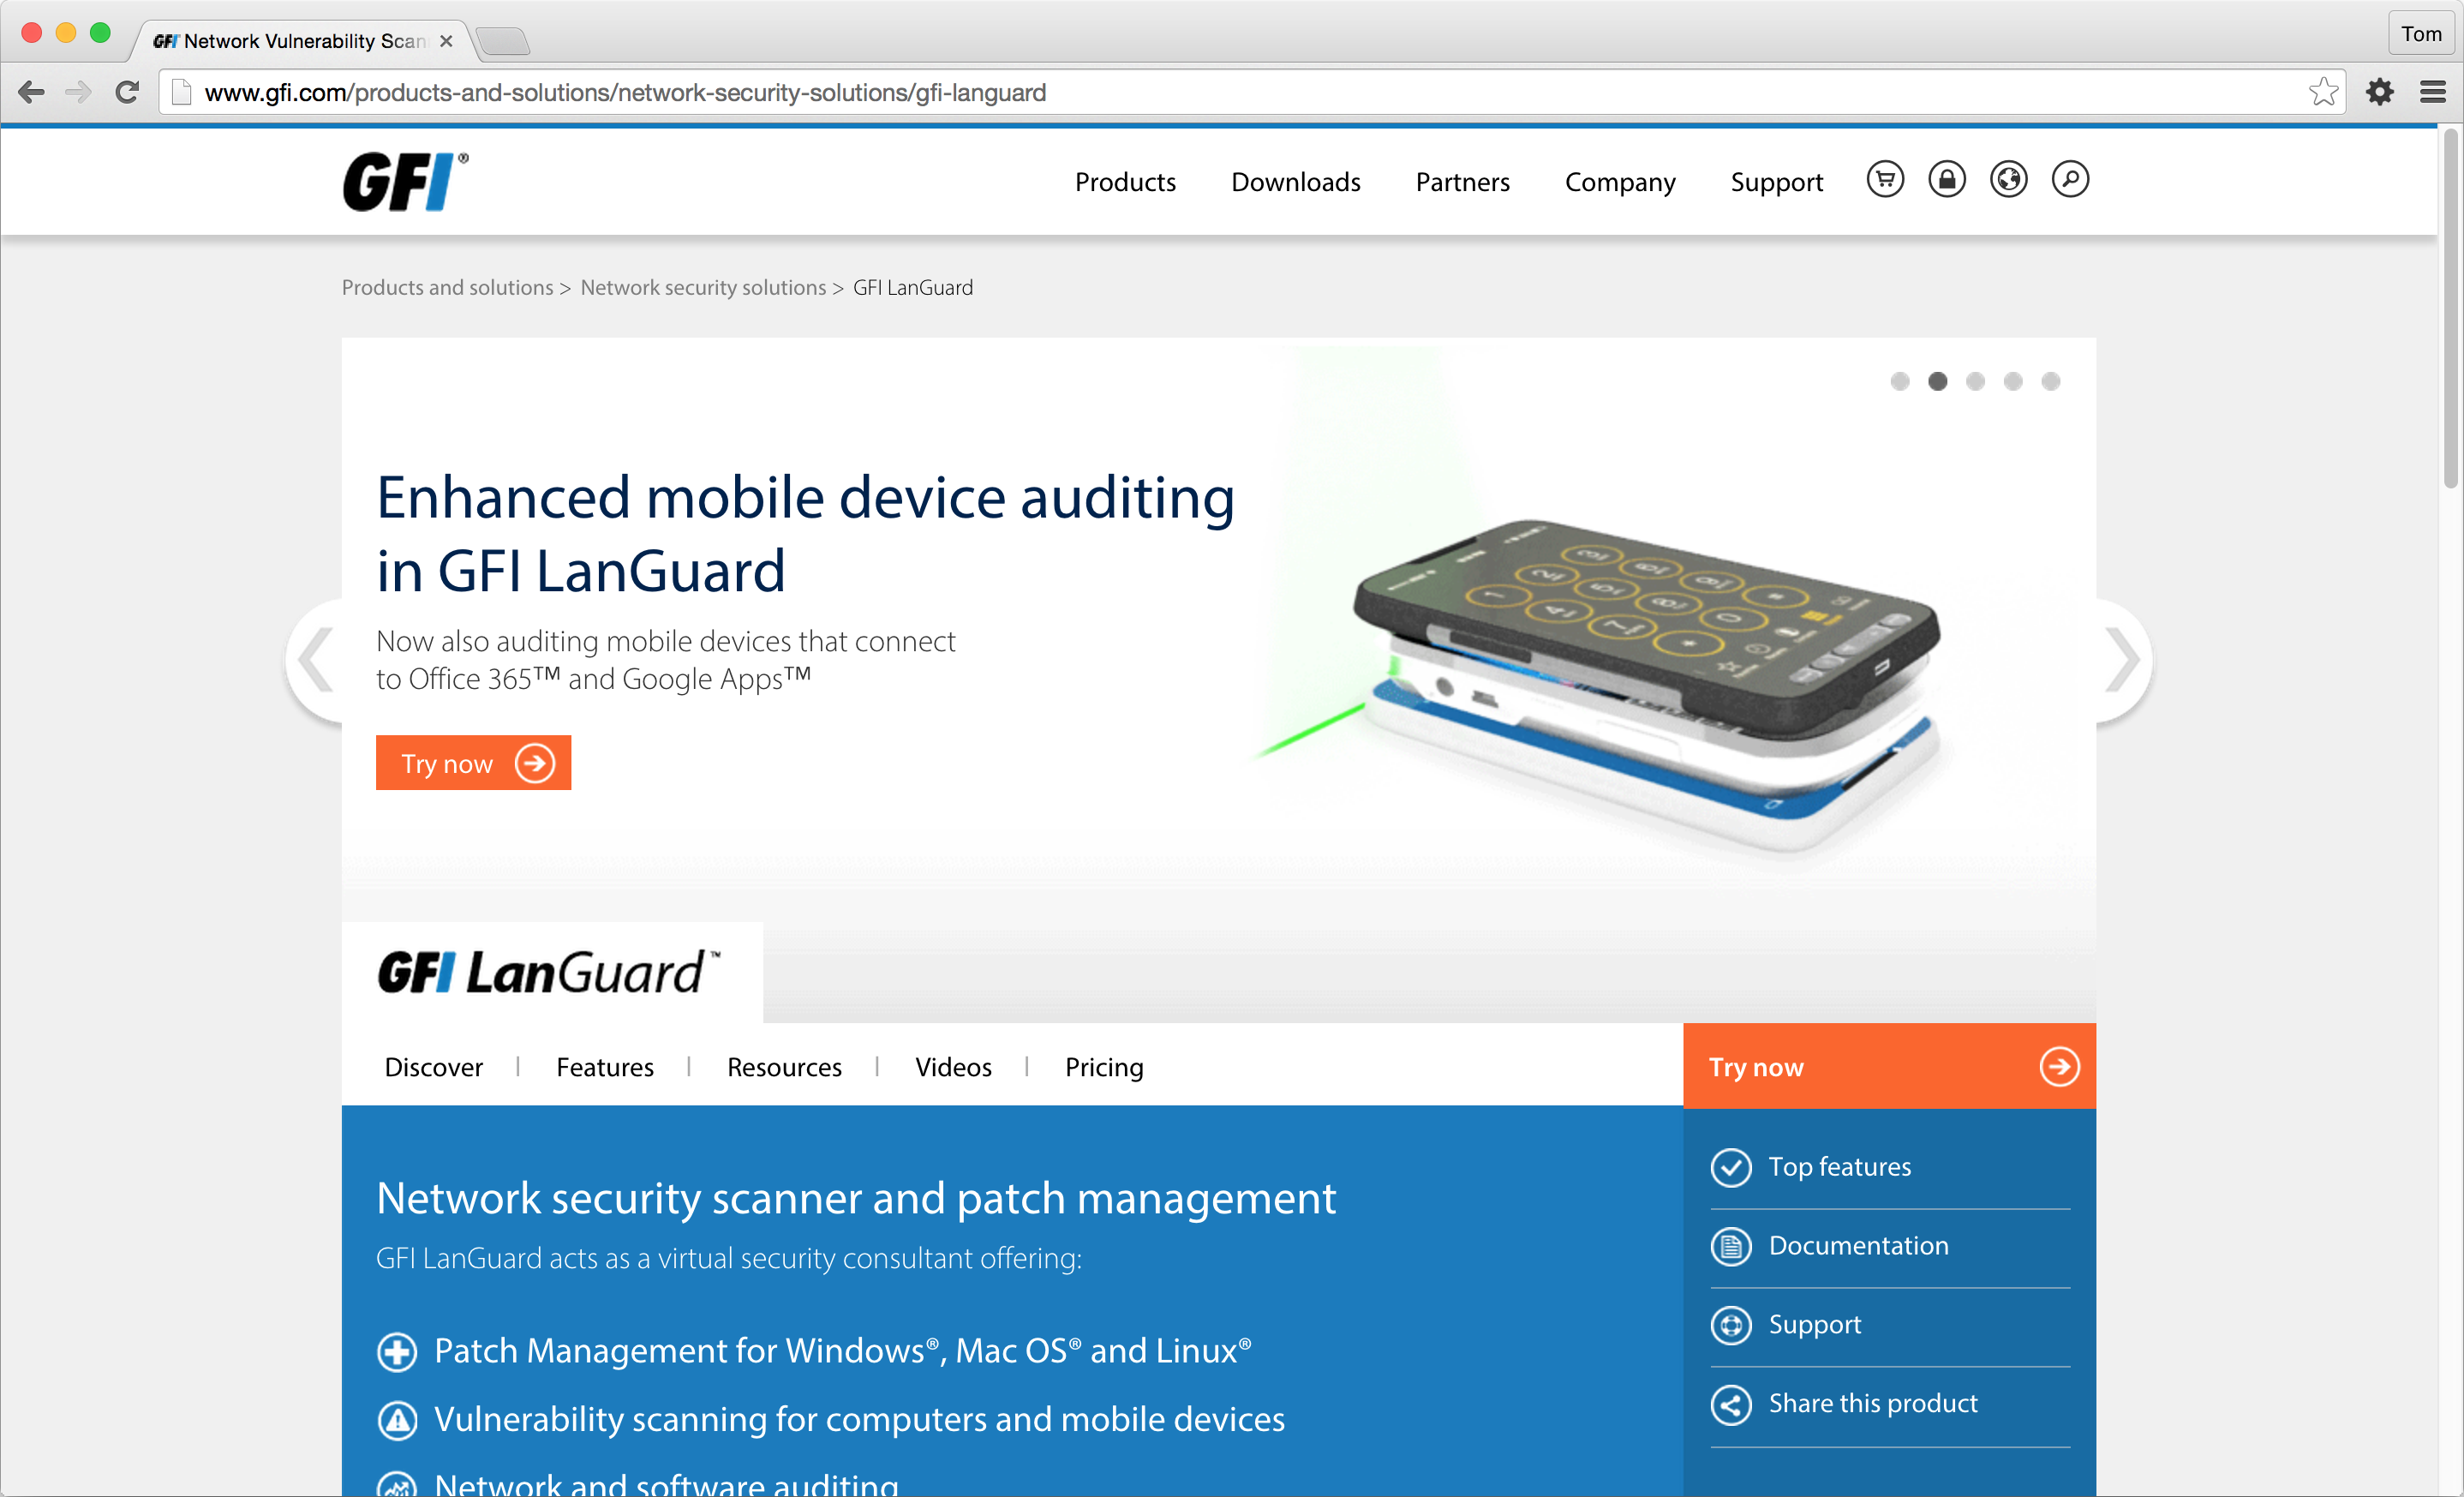 GFI Network Vulnerability Scan
Tom
www.gfi.com/products-and-solutions/network-security-solutions/gfi-languard
GFI®
Products Downloads Partners Company Support
Products and solutions > Network security solutions > GFI LanGuard
Enhanced mobile device auditing
in GFI LanGuard
Now also auditing mobile devices that connect
to Office 365™ and Google Apps™
Try now
GFI LanGuard™
Discover | Features | Resources | Videos | Pricing
Try now
Network security scanner and patch management
GFI LanGuard acts as a virtual security consultant offering:
Patch Management for Windows®, Mac OS® and Linux®
Vulnerability scanning for computers and mobile devices
Network and software auditing
Top features
Documentation
Support
Share this product